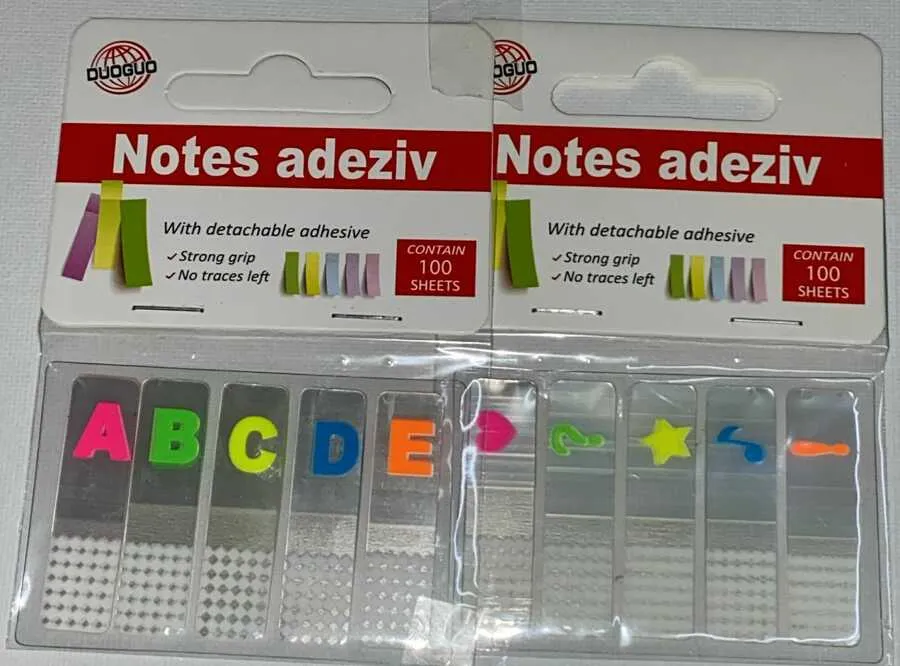 DUOGUO
Notes adeziv
With detachable adhesive
✓ Strong grip
✓ No traces left
CONTAIN
100
SHEETS
A B C D E
OGUO
Notes adeziv
With detachable adhesive
✓ Strong grip
✓ No traces left
CONTAIN
100
SHEETS
? !